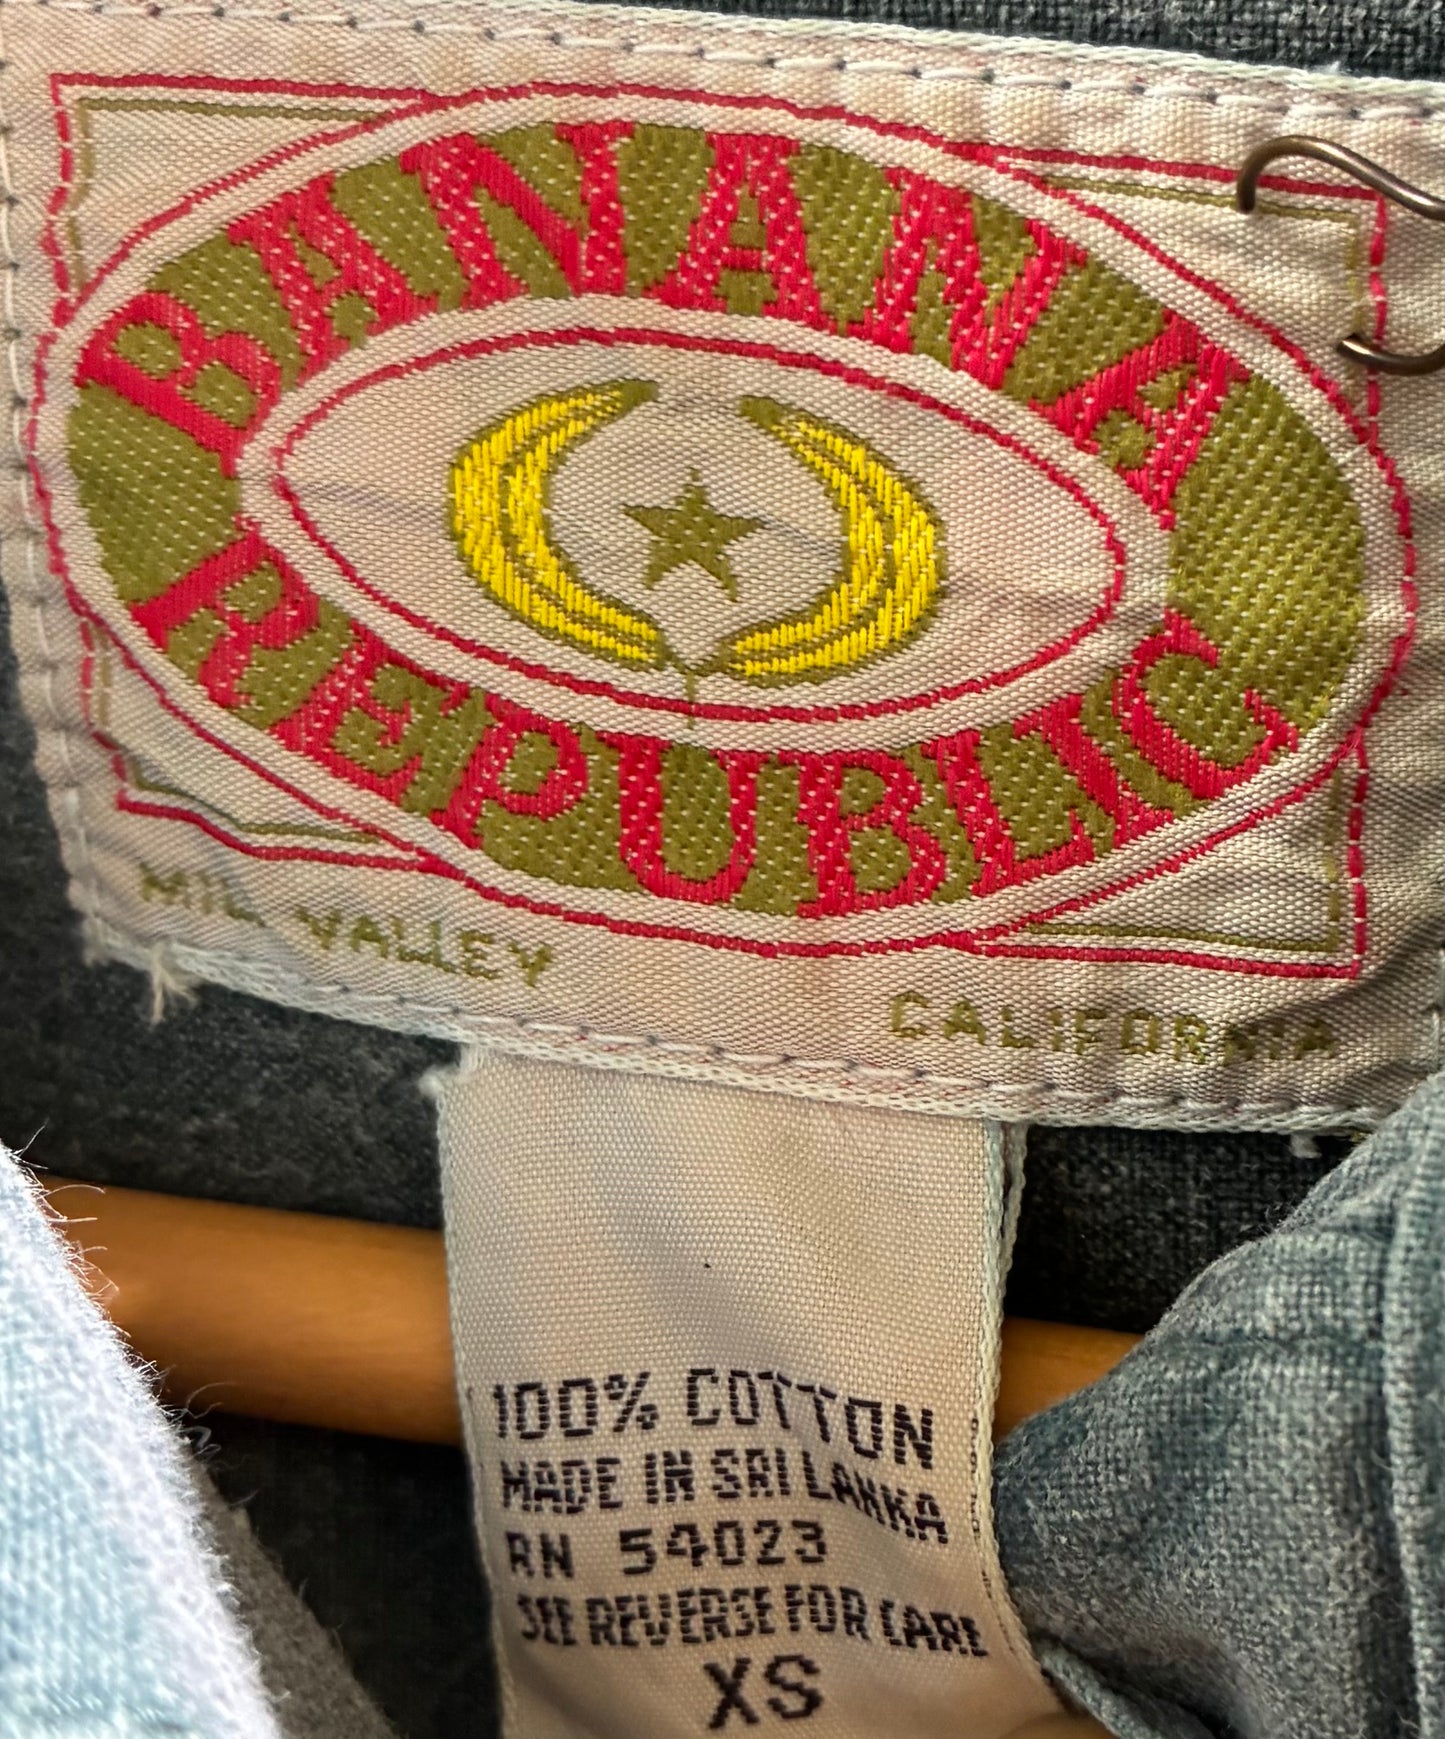 BANANA
REPUBLIC
MILL VALLEY
CALIFORNIA
100% COTTON
MADE IN SRI LANKA
RN 54023
SEE REVERSE FOR CARE
XS